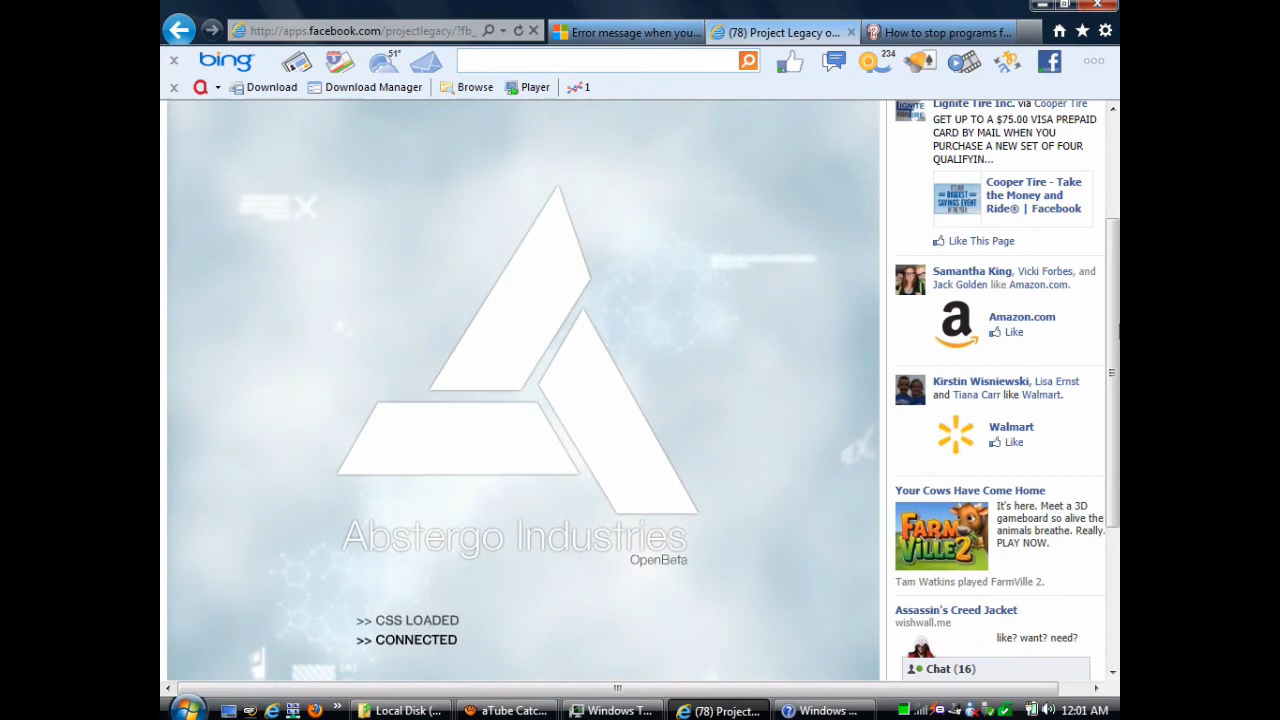 http://apps.facebook.com/projectlegacy/?fb_
Error message when you...
(78) Project Legacy o...
How to stop programs f...
bing
51°
234
Download
Download Manager
Browse
Player
1
Lignite Tire Inc. via Cooper Tire
GET UP TO A $75.00 VISA PREPAID
CARD BY MAIL WHEN YOU
PURCHASE A NEW SET OF FOUR
QUALIFYIN...
BIGGEST
SAVINGS EVENT
Cooper Tire - Take
the Money and
Ride® | Facebook
Like This Page
Samantha King, Vicki Forbes, and
Jack Golden like Amazon.com.
a
Amazon.com
Like
Kirstin Wisniewski, Lisa Ernst
and Tiana Carr like Walmart.
Walmart
Like
Your Cows Have Come Home
FARM
VILLE 2
It's here. Meet a 3D
gameboard so alive the
animals breathe. Really.
PLAY NOW.
Tam Watkins played FarmVille 2.
Assassin's Creed Jacket
wishwall.me
like? want? need?
Chat (16)
Abstergo Industries
OpenBeta
>> CSS LOADED
>> CONNECTED
Local Disk (...
aTube Catc...
Windows T...
(78) Project...
Windows ...
12:01 AM